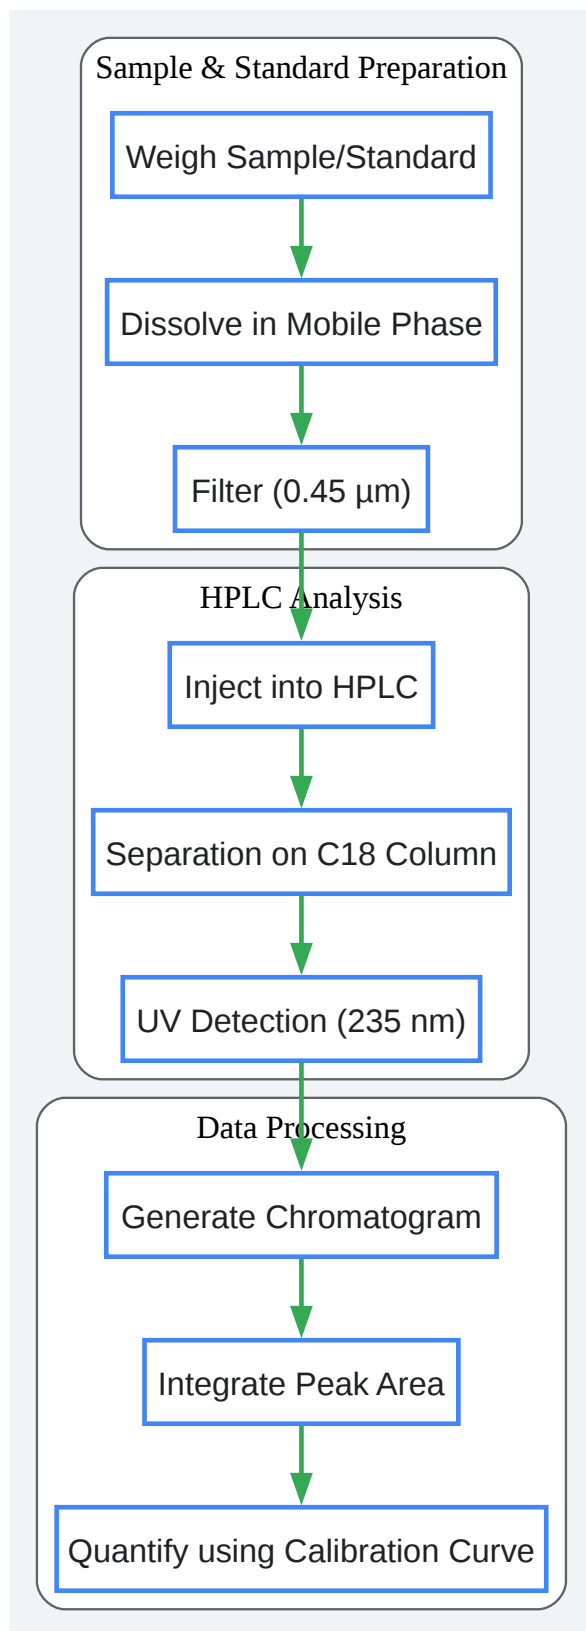 Sample & Standard Preparation
Weigh Sample/Standard
Dissolve in Mobile Phase
Filter (0.45 µm)
HPLC Analysis
Inject into HPLC
Separation on C18 Column
UV Detection (235 nm)
Data Processing
Generate Chromatogram
Integrate Peak Area
Quantify using Calibration Curve